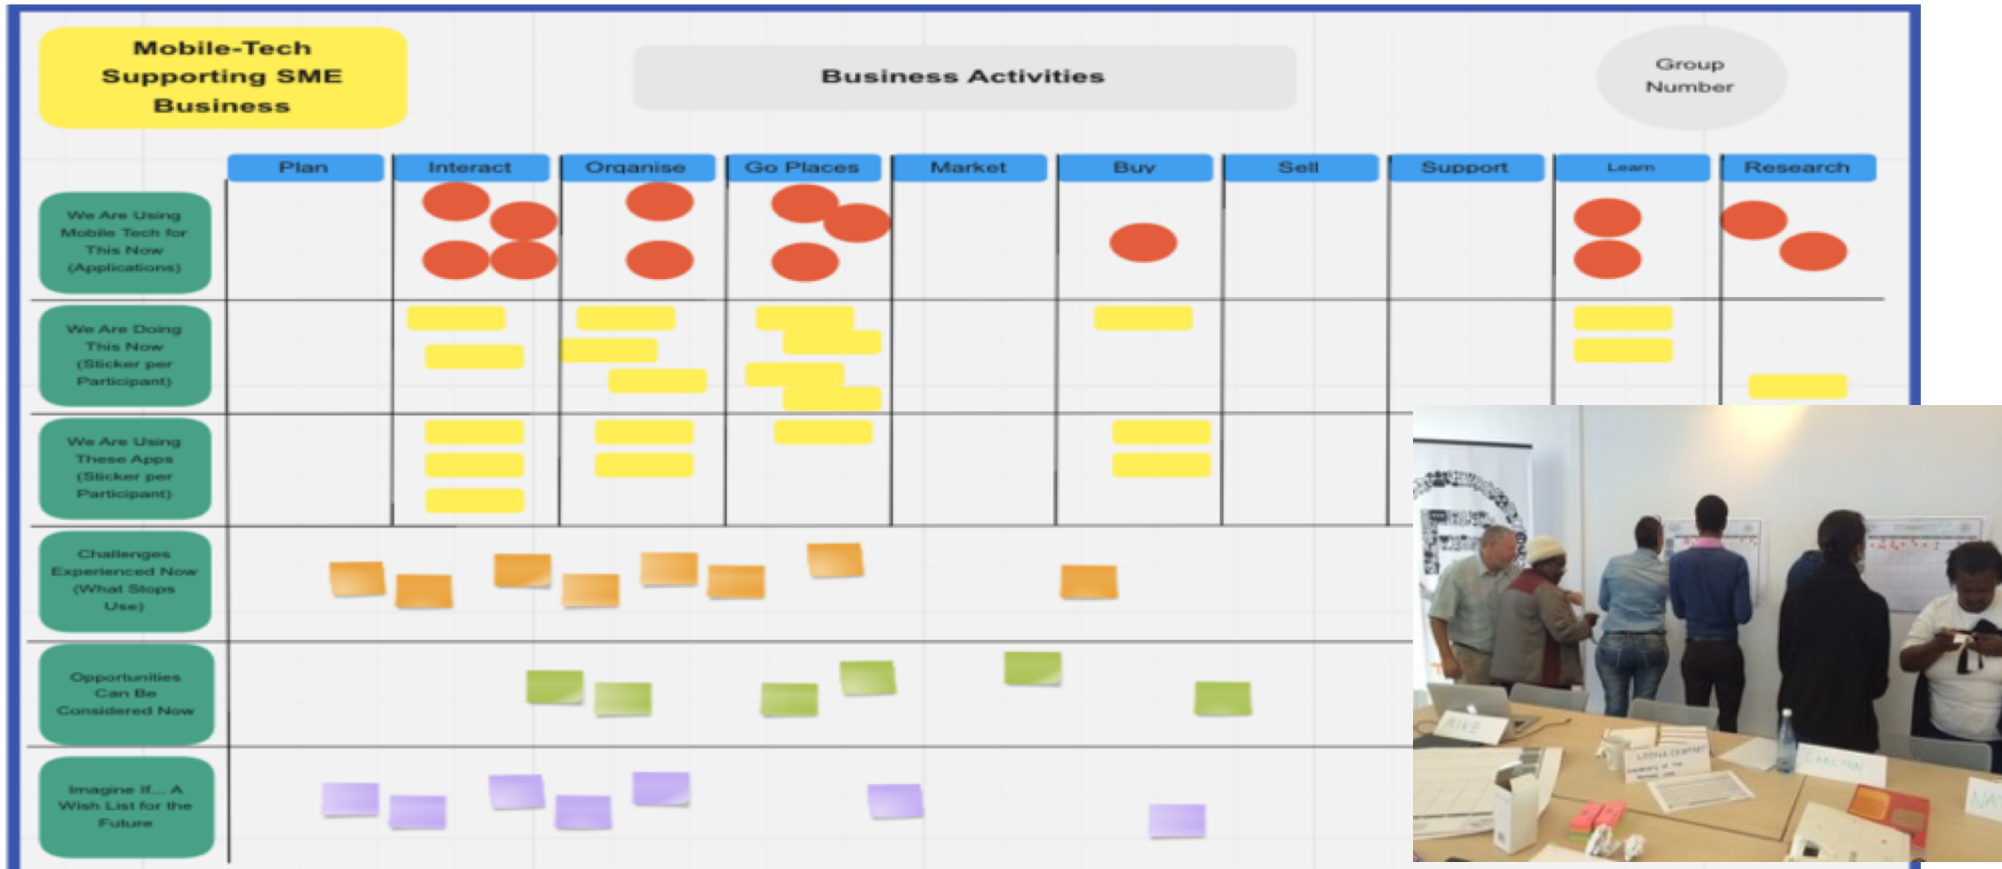 Mobile-Tech
Supporting SME
Business
Business Activities
Group
Number
Plan
Interact
Organise
Go Places
Market
Buy
Sell
Support
Learn
Research
We Are Using
Mobile Tech for
This Now
(Applications)
We Are Doing
This Now
(Sticker per
Participant)
We Are Using
These Apps
(Sticker per
Participant)
Challenges
Experienced Now
(What Stops
Use)
Opportunities
Can Be
Considered Now
Imagine If... A
Wish List for the
Future
MIKE
CARLTON